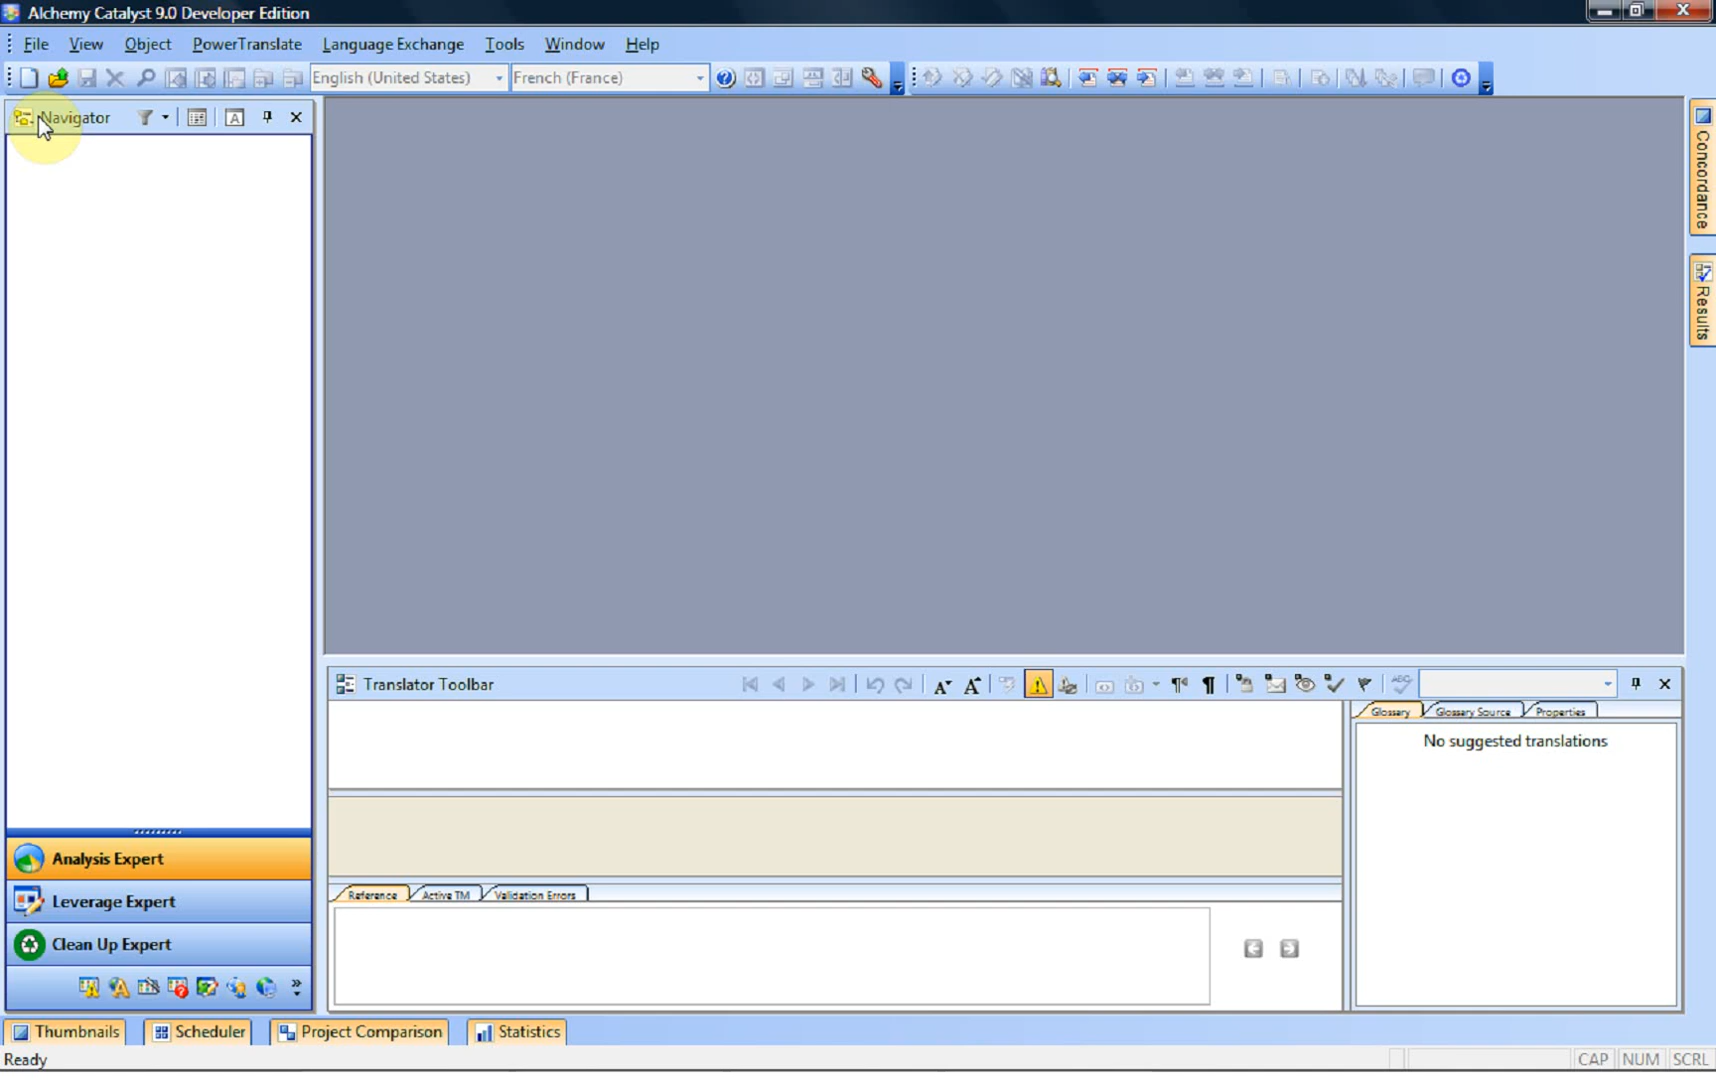 Alchemy Catalyst 9.0 Developer Edition
File View Object PowerTranslate Language Exchange Tools Window Help
English (United States) French (France)
Navigator
Concordance
Results
Translator Toolbar
Glossary Glossary Source Properties
No suggested translations
Analysis Expert
Reference Active TM Validation Errors
Leverage Expert
Clean Up Expert
Thumbnails Scheduler Project Comparison Statistics
Ready CAP NUM SCRL